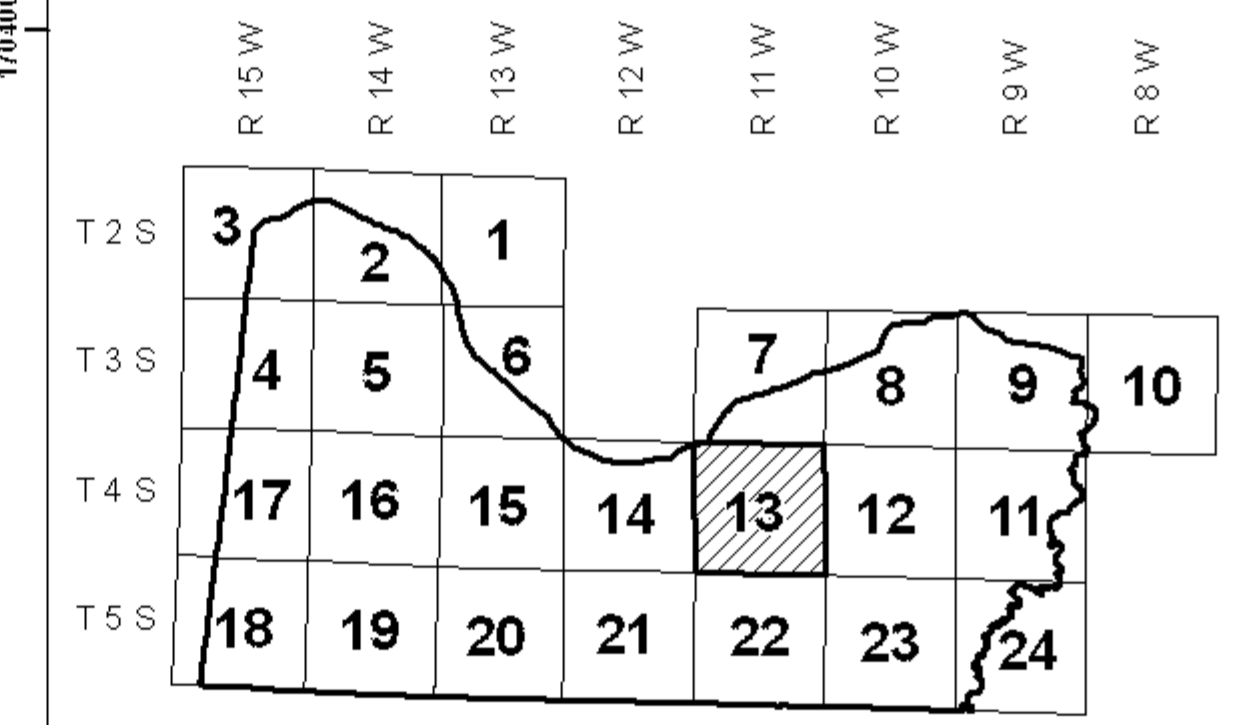 R 15 W R 14 W R 13 W R 12 W R 11 W R 10 W R 9 W R 8 W
T 2 S 3 2 1
T 3 S 4 5 6 7 8 9 10
T 4 S 17 16 15 14 13 12 11
T 5 S 18 19 20 21 22 23 24